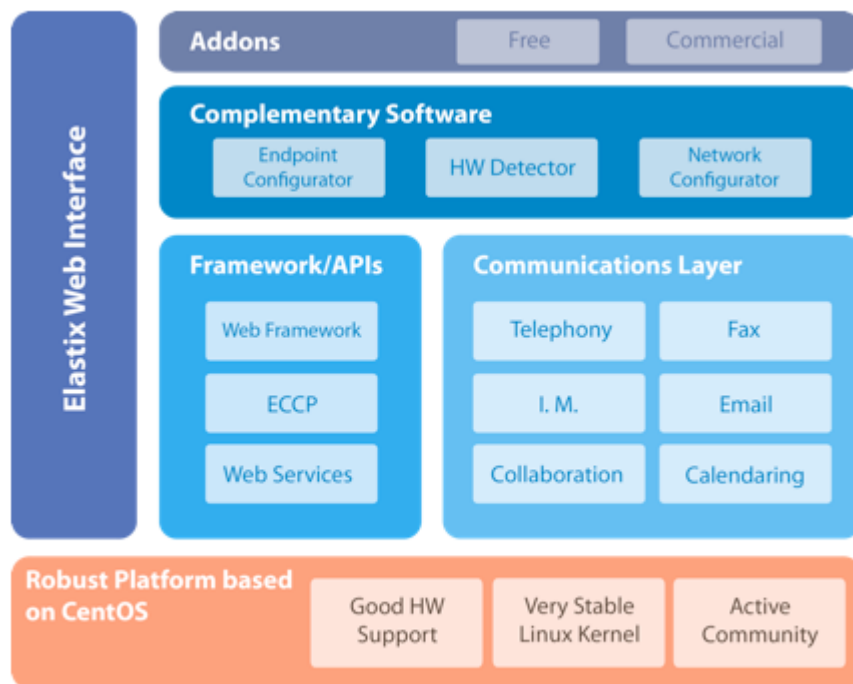 Elastix Web Interface
Addons
Free
Commercial
Complementary Software
Endpoint
Configurator
HW Detector
Network
Configurator
Framework/APIs
Web Framework
ECCP
Web Services
Communications Layer
Telephony
Fax
I. M.
Email
Collaboration
Calendaring
Robust Platform based
on CentOS
Good HW
Support
Very Stable
Linux Kernel
Active
Community